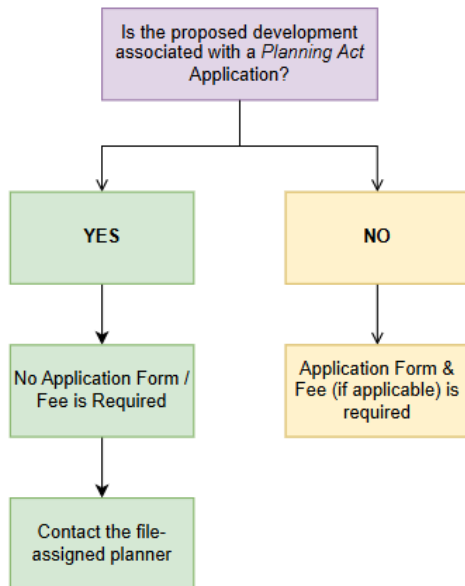 Is the proposed development
associated with a Planning Act
Application?
YES
NO
No Application Form /
Fee is Required
Application Form &
Fee (if applicable) is
required
Contact the file-
assigned planner